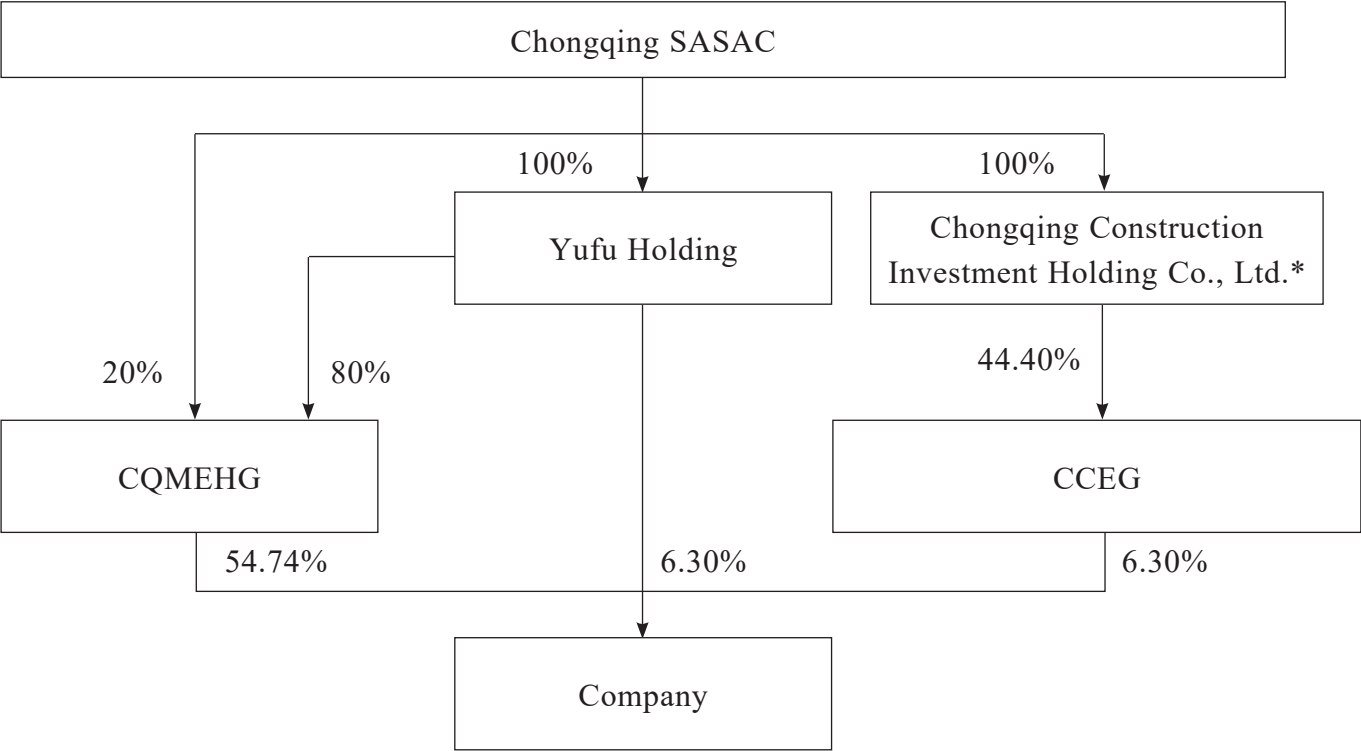 Chongqing SASAC
100%
100%
Yufu Holding
Chongqing Construction
Investment Holding Co., Ltd.*
20%
80%
44.40%
CQMEHG
CCEG
54.74%
6.30%
6.30%
Company